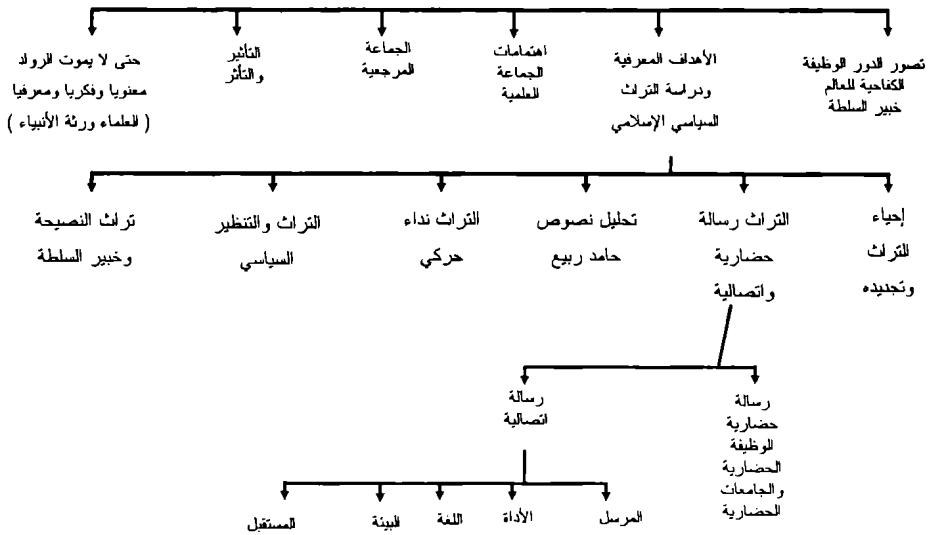 تصور الدور الوظيفة
الكفاحية للعالم
خبير السلطة
الأهداف المعرفية
ودراسة التراث
السياسي الإسلامي
اهتمامات
الجماعة
العلمية
الجماعة
المرجعية
التأثير
والتأثر
حتى لا يموت الرواد
معنويا وفكريا ومعرفيا
( العلماء ورثة الأنبياء )
إحياء
التراث
وتجديده
التراث رسالة
حضارية
واتصالية
تحليل نصوص
حامد ربيع
التراث نداء
حركي
التراث والتنظير
السياسي
تراث النصيحة
وخبير السلطة
رسالة
حضارية
الوظيفة
الحضارية
والجامعات
الحضارية
رسالة
اتصالية
المرسل
الأداة
اللغة
البيئة
المستقبل